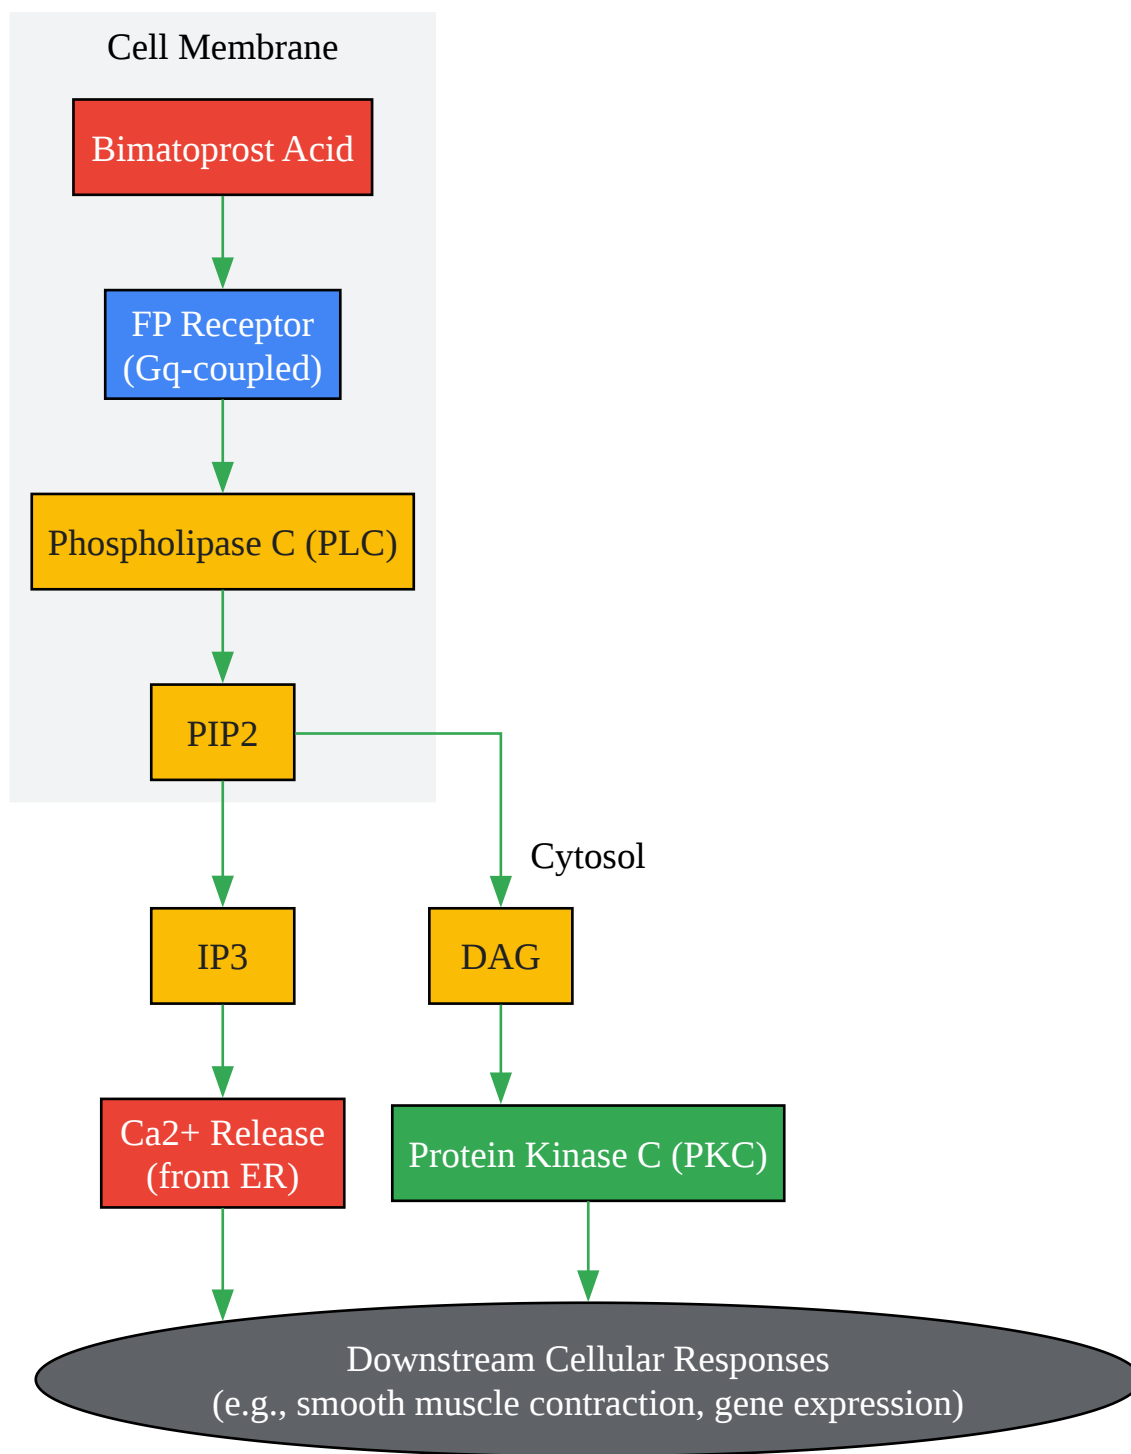 Cell Membrane
Bimatoprost Acid
FP Receptor
(Gq-coupled)
Phospholipase C (PLC)
PIP2
Cytosol
IP3
DAG
Ca2+ Release
(from ER)
Protein Kinase C (PKC)
Downstream Cellular Responses
(e.g., smooth muscle contraction, gene expression)